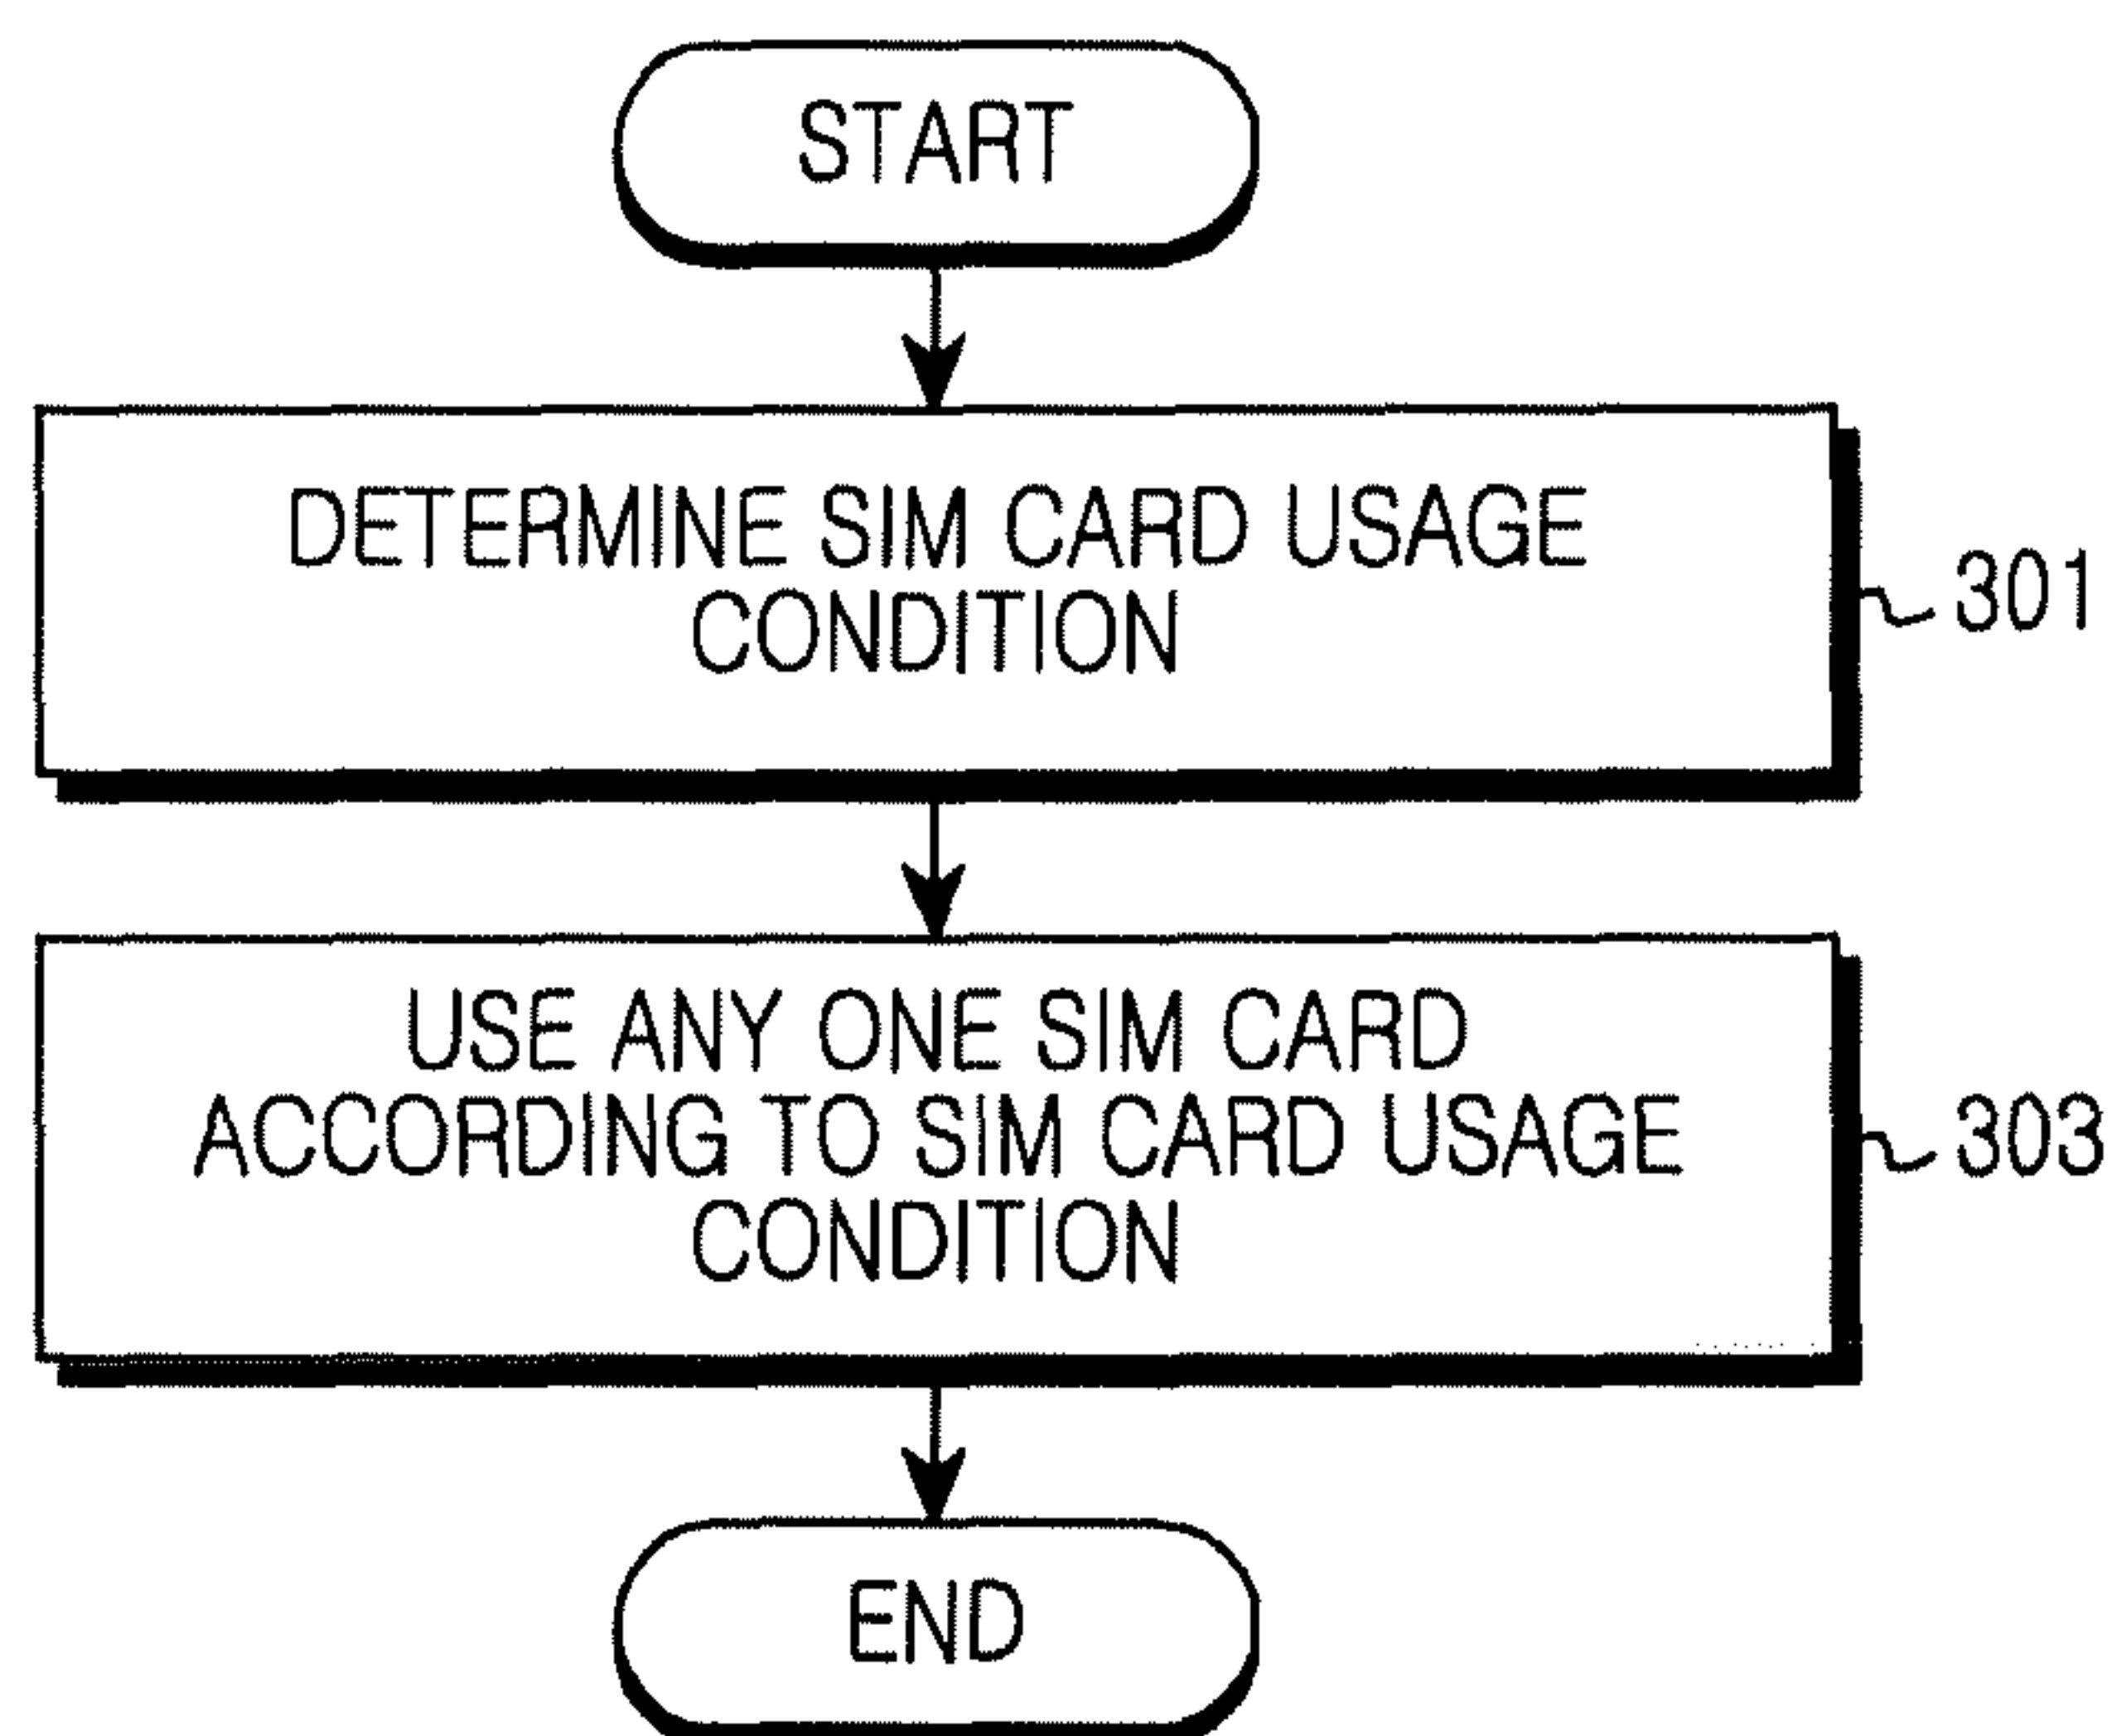 START
DETERMINE SIM CARD USAGE
CONDITION
301
USE ANY ONE SIM CARD
ACCORDING TO SIM CARD USAGE
CONDITION
303
END